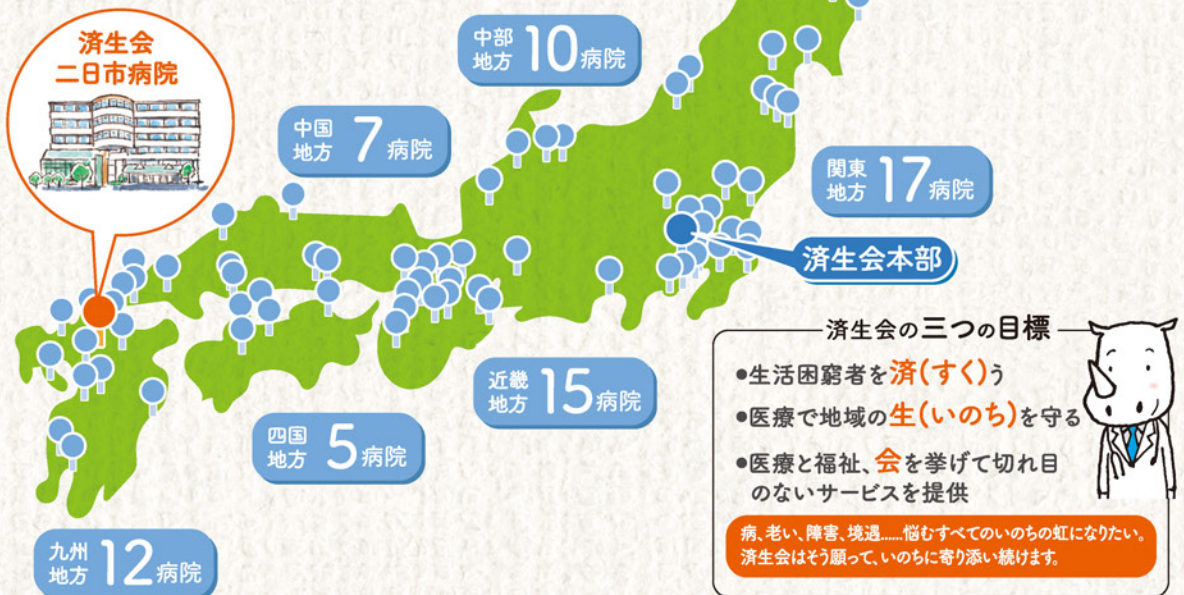 済生会
二日市病院
中部地方 10病院
中国地方 7病院
関東地方 17病院
済生会本部
近畿地方 15病院
四国地方 5病院
九州地方 12病院
済生会の三つの目標
●生活困窮者を済(すく)う
●医療で地域の生(いのち)を守る
●医療と福祉、会を挙げて切れ目
のないサービスを提供
病、老い、障害、境遇……悩むすべてのいのちの虹になりたい。
済生会はそう願って、いのちに寄り添い続けます。